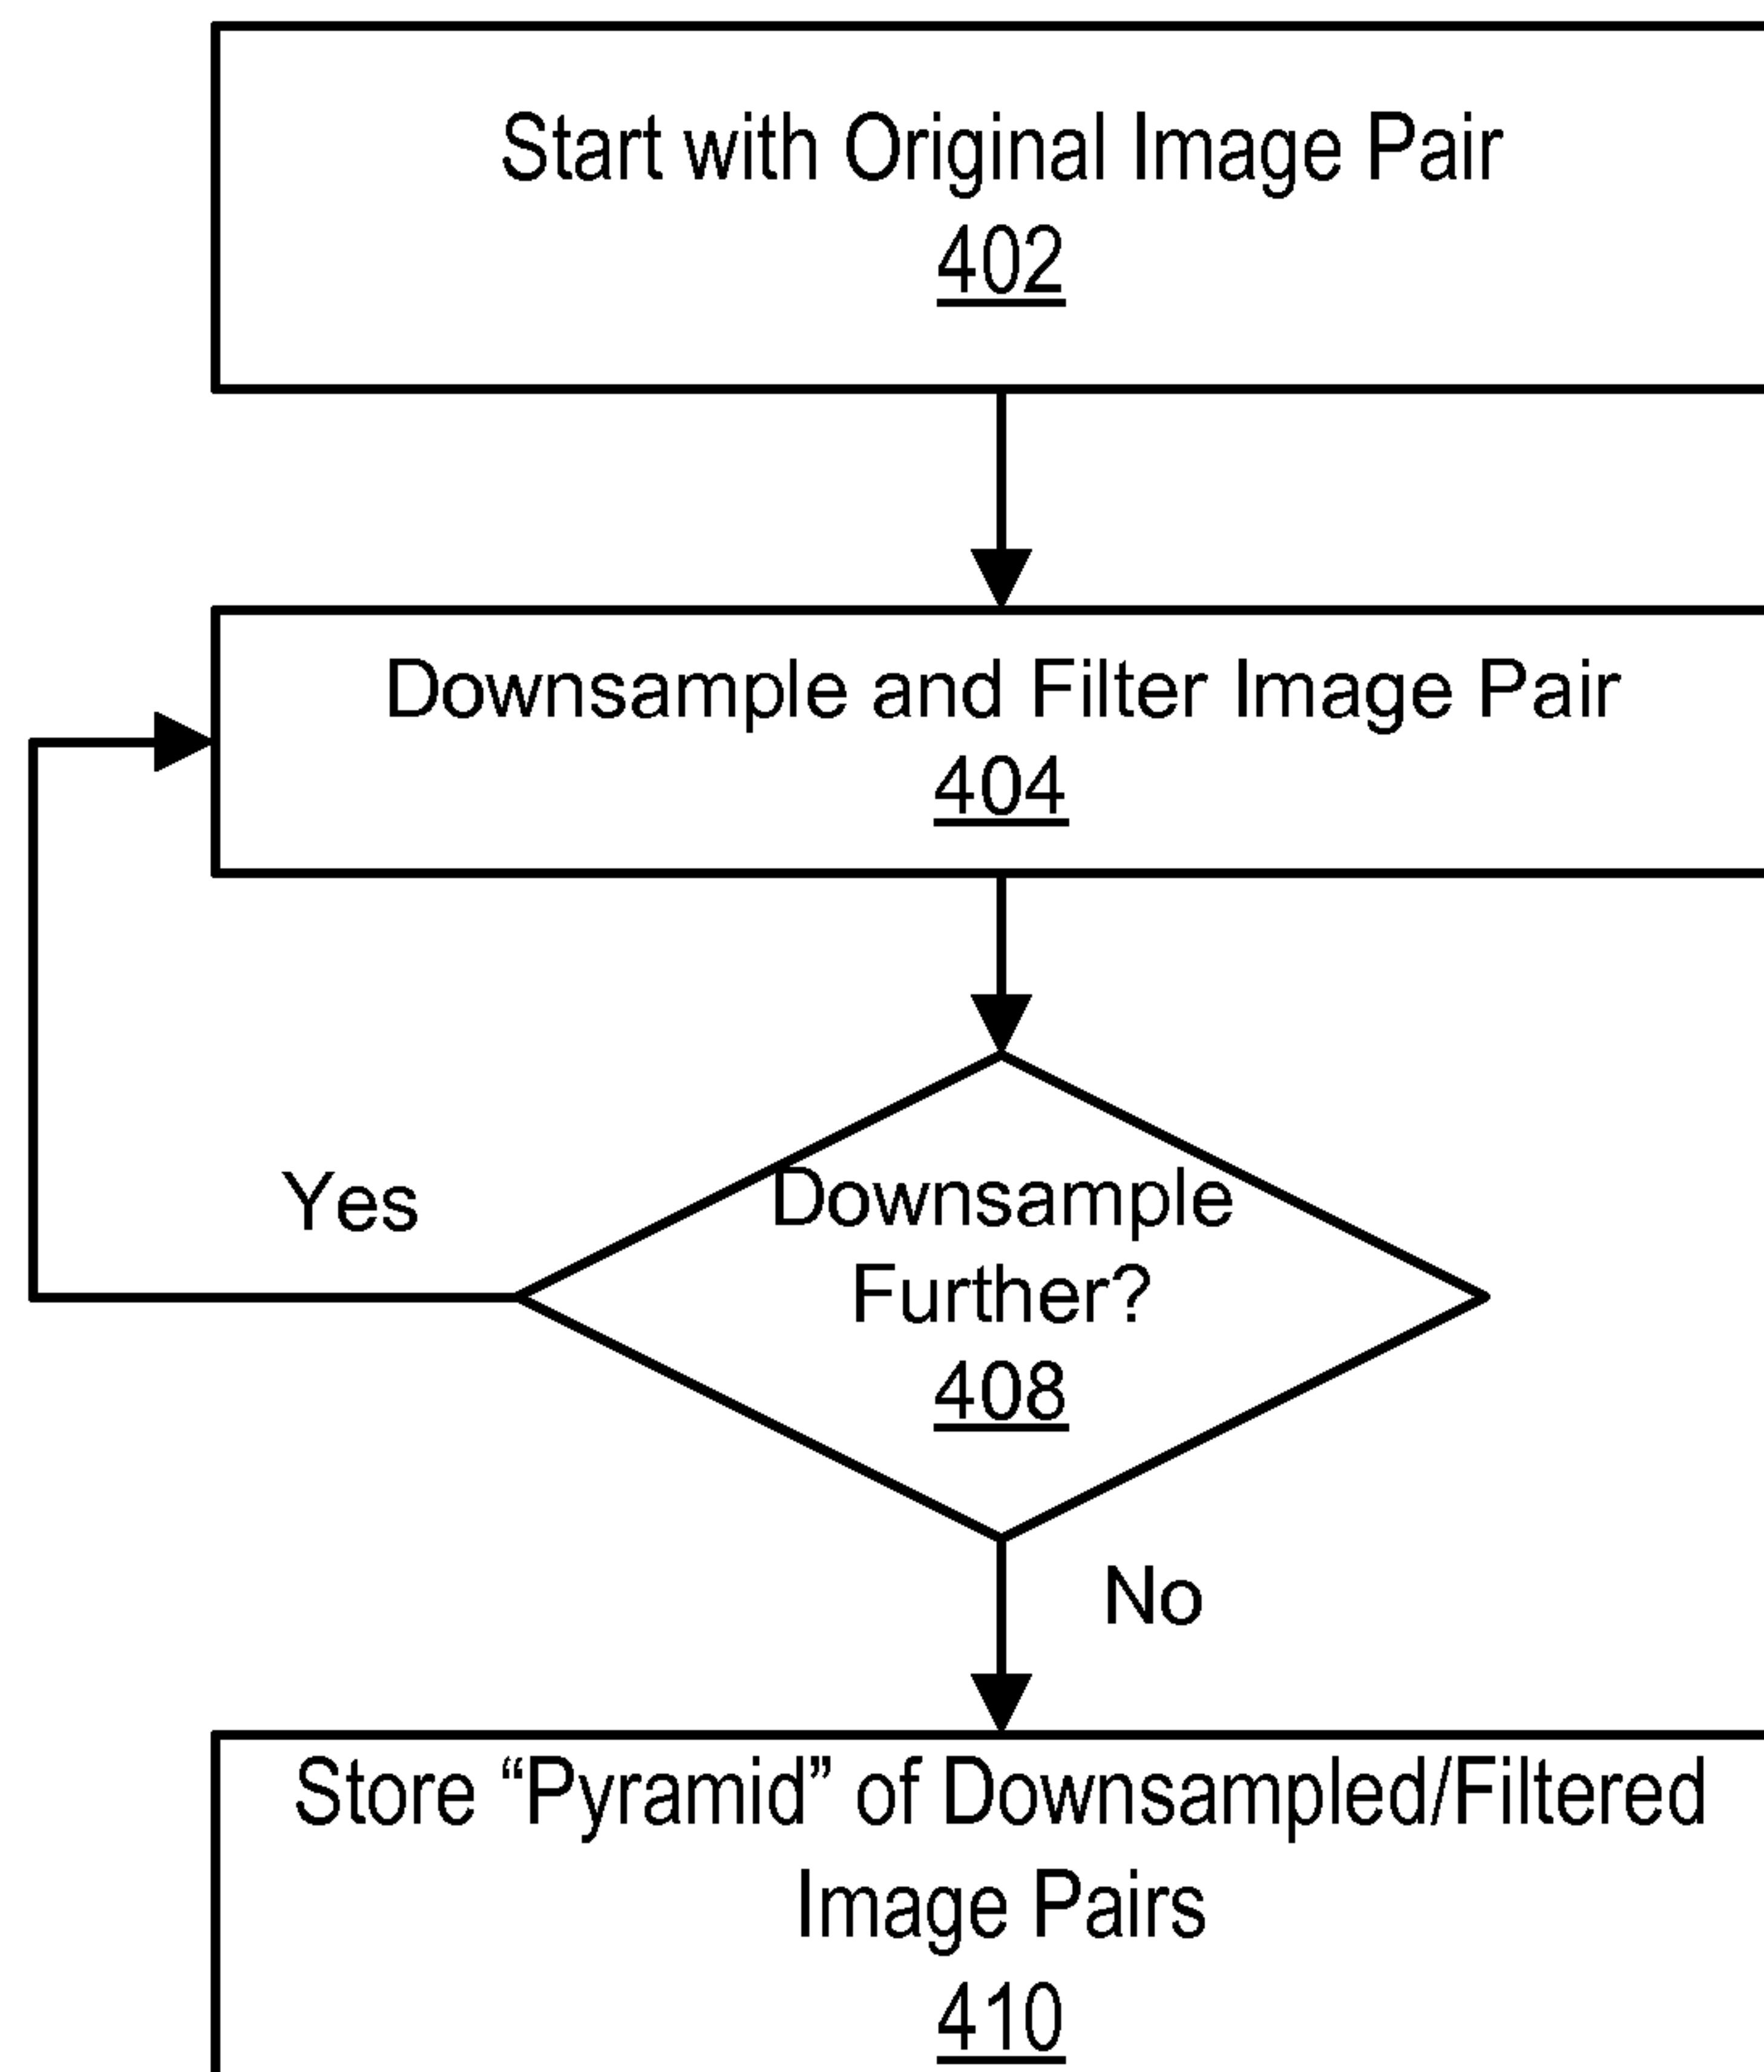 Start with Original Image Pair
402
Downsample and Filter Image Pair
404
Yes
Downsample
Further?
408
No
Store “Pyramid” of Downsampled/Filtered
Image Pairs
410